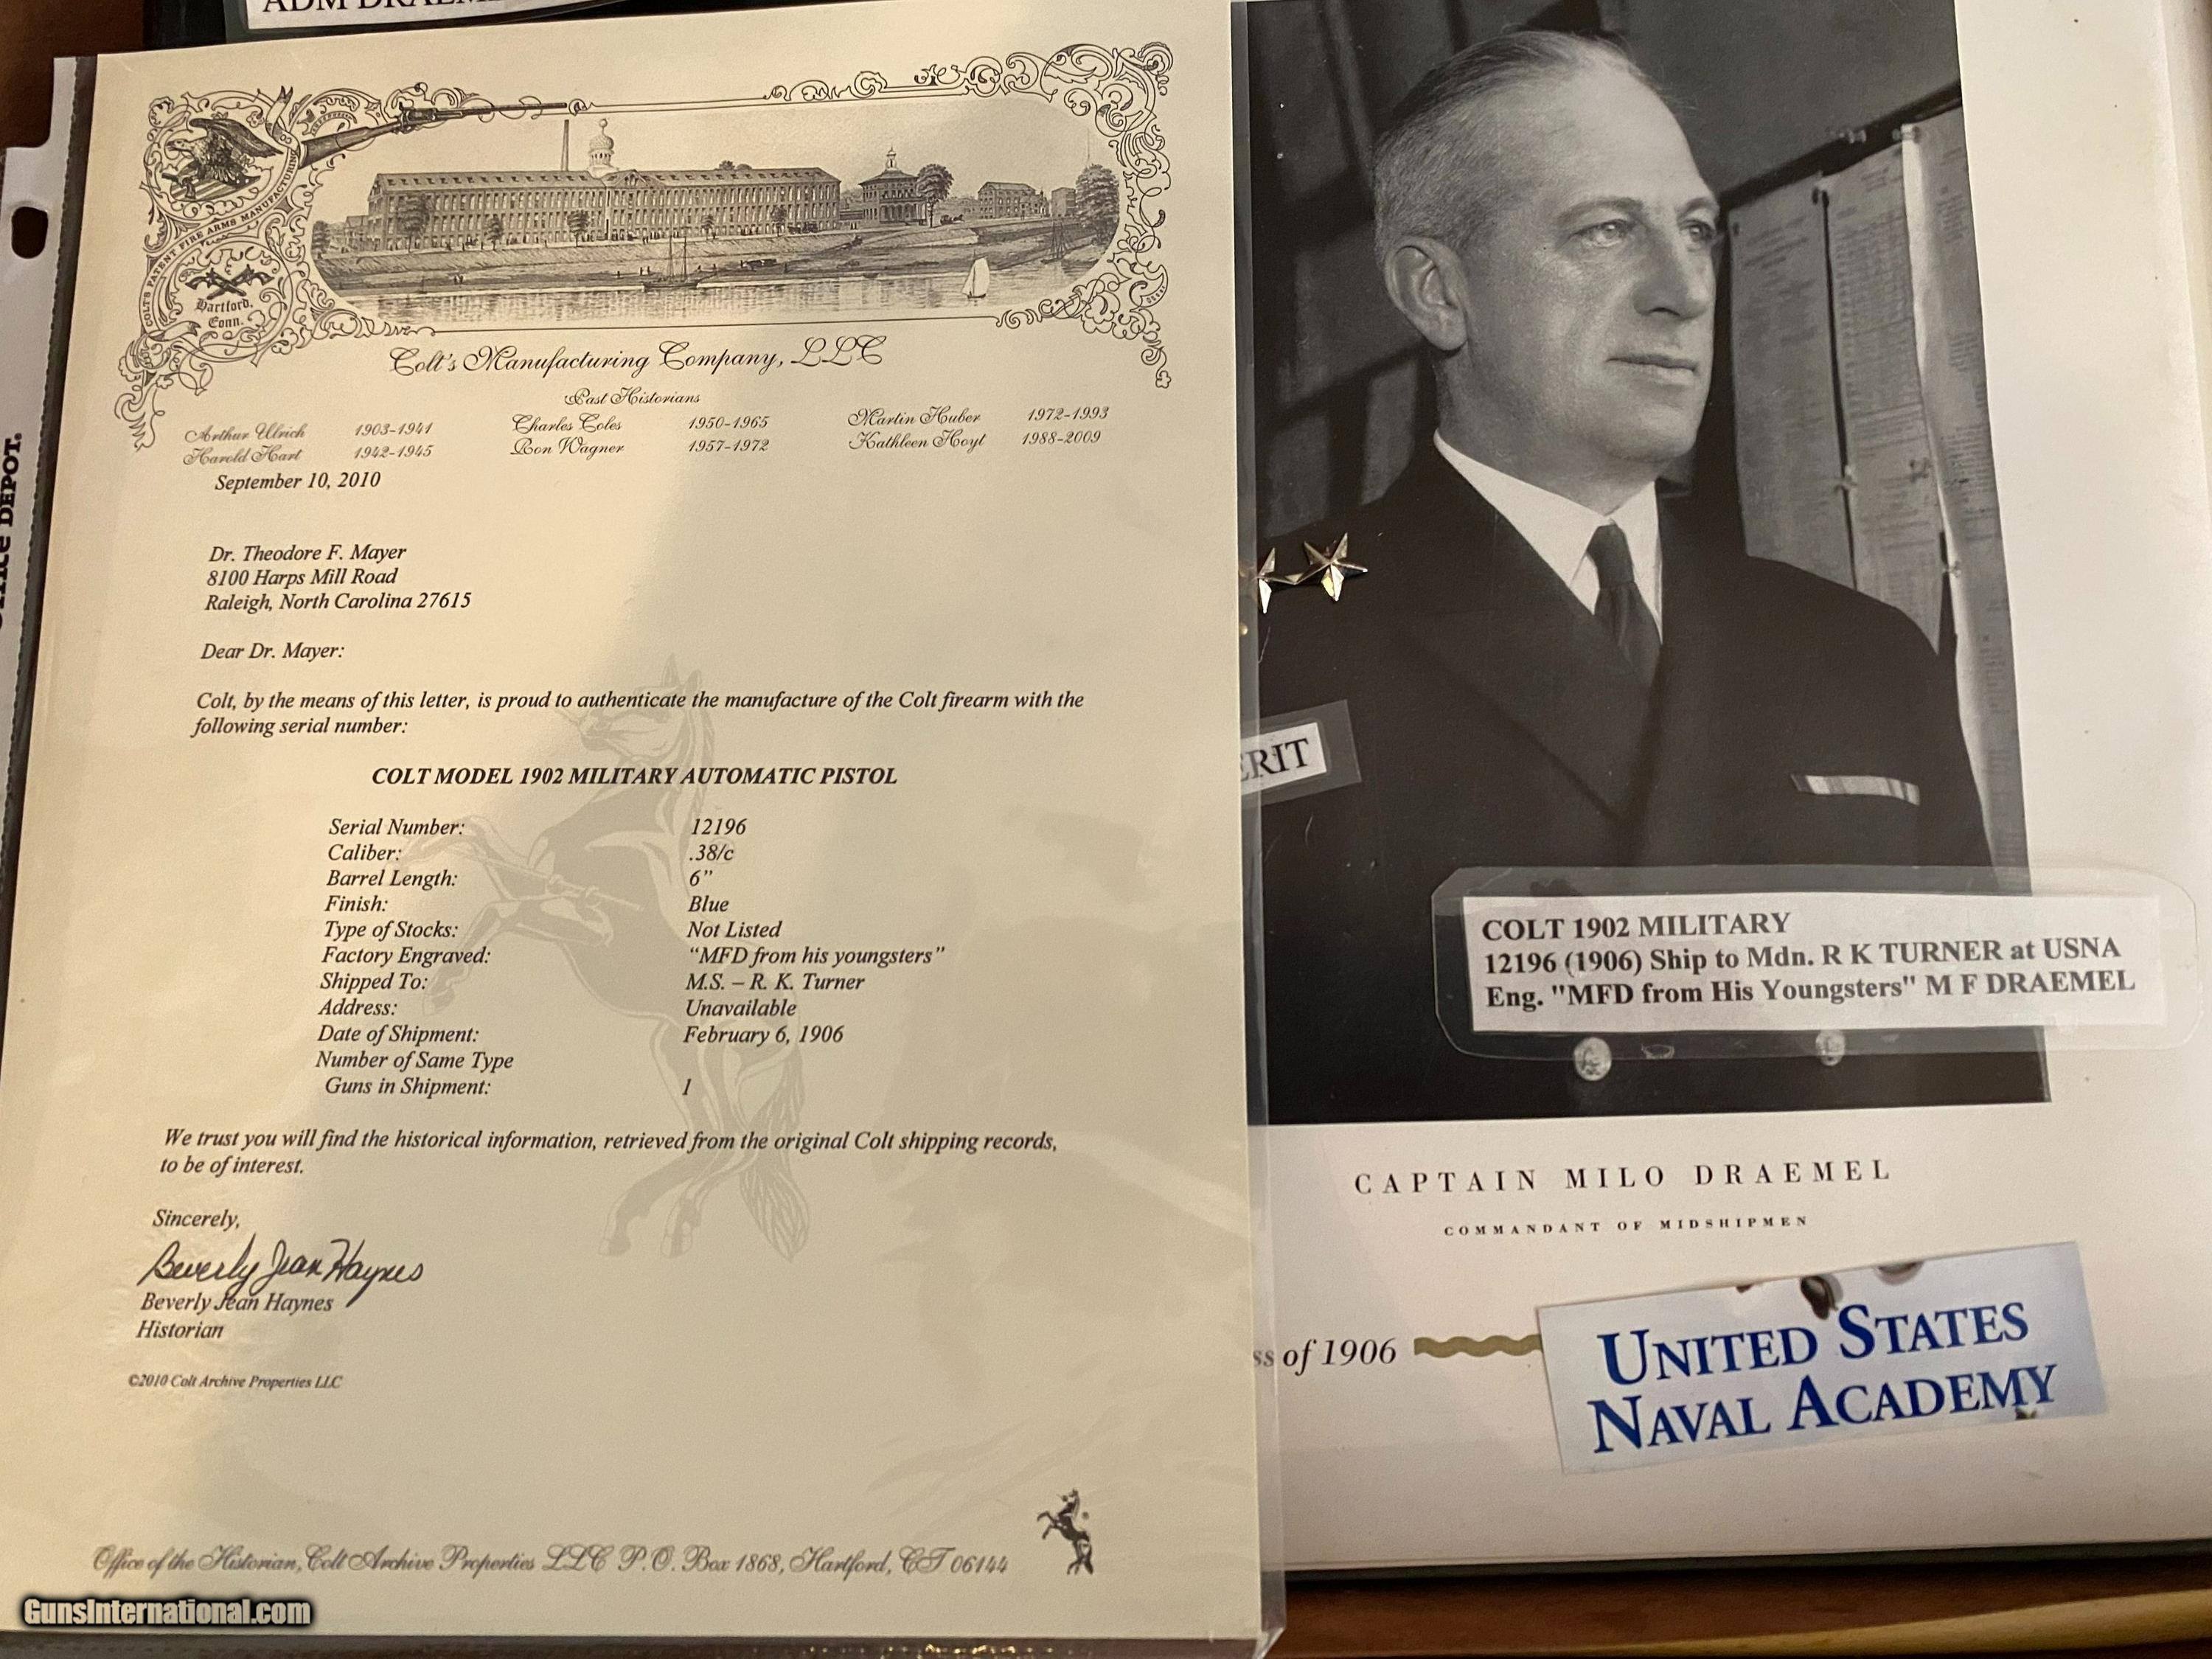 COLT'S PATENT FIRE ARMS MANUFACTURING
Hartford,
Conn.
Colt's Manufacturing Company, LLC
Past Historians
Arthur Ulrich 1903-1941 Charles Coles 1950-1965 Martin Huber 1972-1993
Harold Hart 1942-1945 Ron Wagner 1957-1972 Kathleen Hoyt 1988-2009
September 10, 2010
Dr. Theodore F. Mayer
8100 Harps Mill Road
Raleigh, North Carolina 27615
Dear Dr. Mayer:
Colt, by the means of this letter, is proud to authenticate the manufacture of the Colt firearm with the
following serial number:
COLT MODEL 1902 MILITARY AUTOMATIC PISTOL
Serial Number: 12196
Caliber: .38/c
Barrel Length: 6”
Finish: Blue
Type of Stocks: Not Listed
Factory Engraved: “MFD from his youngsters”
Shipped To: M.S. – R. K. Turner
Address: Unavailable
Date of Shipment: February 6, 1906
Number of Same Type
Guns in Shipment: 1
We trust you will find the historical information, retrieved from the original Colt shipping records,
to be of interest.
Sincerely,
Beverly Jean Haynes
Beverly Jean Haynes
Historian
©2010 Colt Archive Properties LLC
Office of the Historian, Colt Archive Properties LLC P.O. Box 1868, Hartford, CT 06144
GunsInternational.com
DEPOT.
ADM
ERIT
COLT 1902 MILITARY
12196 (1906) Ship to Mdn. R K TURNER at USNA
Eng. "MFD from His Youngsters" M F DRAEMEL
CAPTAIN MILO DRAEMEL
COMMANDANT OF MIDSHIPMEN
ss of 1906
UNITED STATES
NAVAL ACADEMY